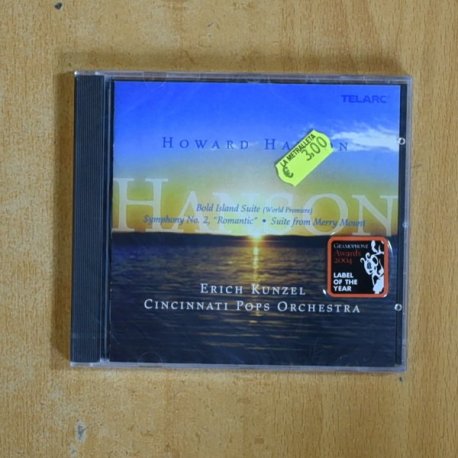 TELARC
HOWARD HANSON
LA METRALLETA
€ 3.00
HANSON
Bold Island Suite (World Premiere)
Symphony No. 2, "Romantic" • Suite from Merry Mount
GRAMOPHONE
Awards
2004
LABEL
OF THE
YEAR
ERICH KUNZEL
CINCINNATI POPS ORCHESTRA